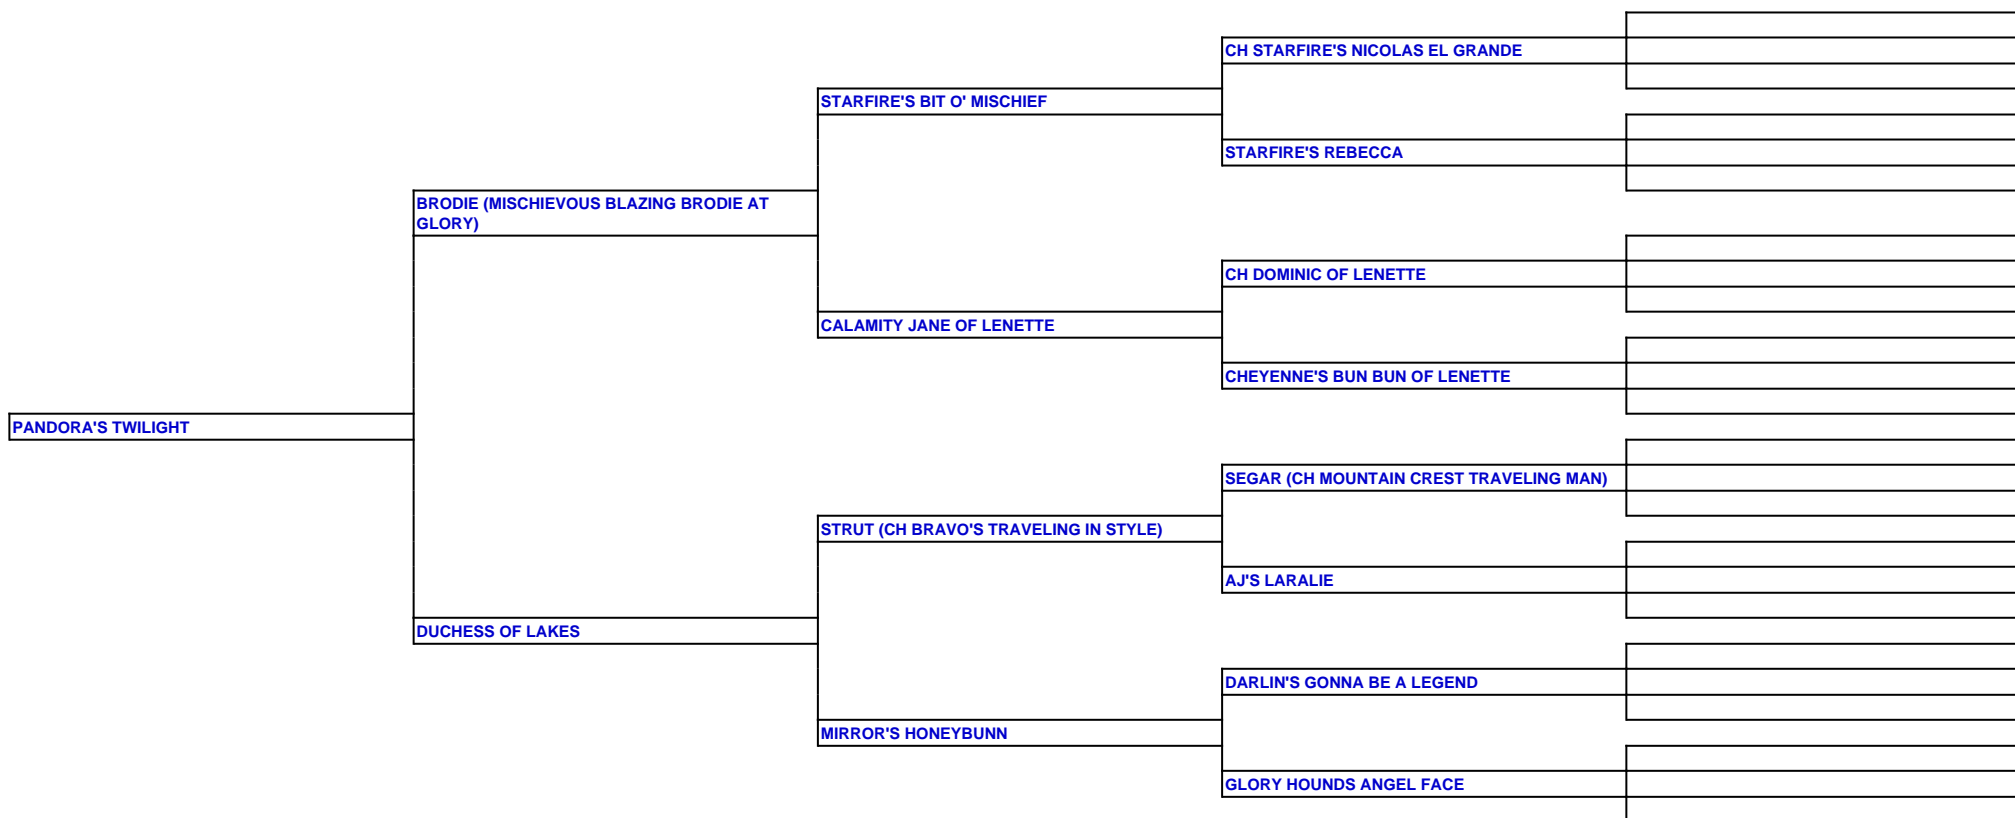 CH STARFIRE'S NICOLAS EL GRANDE
STARFIRE'S BIT O' MISCHIEF
STARFIRE'S REBECCA
BRODIE (MISCHIEVOUS BLAZING BRODIE AT
GLORY)
CH DOMINIC OF LENETTE
CALAMITY JANE OF LENETTE
CHEYENNE'S BUN BUN OF LENETTE
PANDORA'S TWILIGHT
SEGAR (CH MOUNTAIN CREST TRAVELING MAN)
STRUT (CH BRAVO'S TRAVELING IN STYLE)
AJ'S LARALIE
DUCHESS OF LAKES
DARLIN'S GONNA BE A LEGEND
MIRROR'S HONEYBUNN
GLORY HOUNDS ANGEL FACE